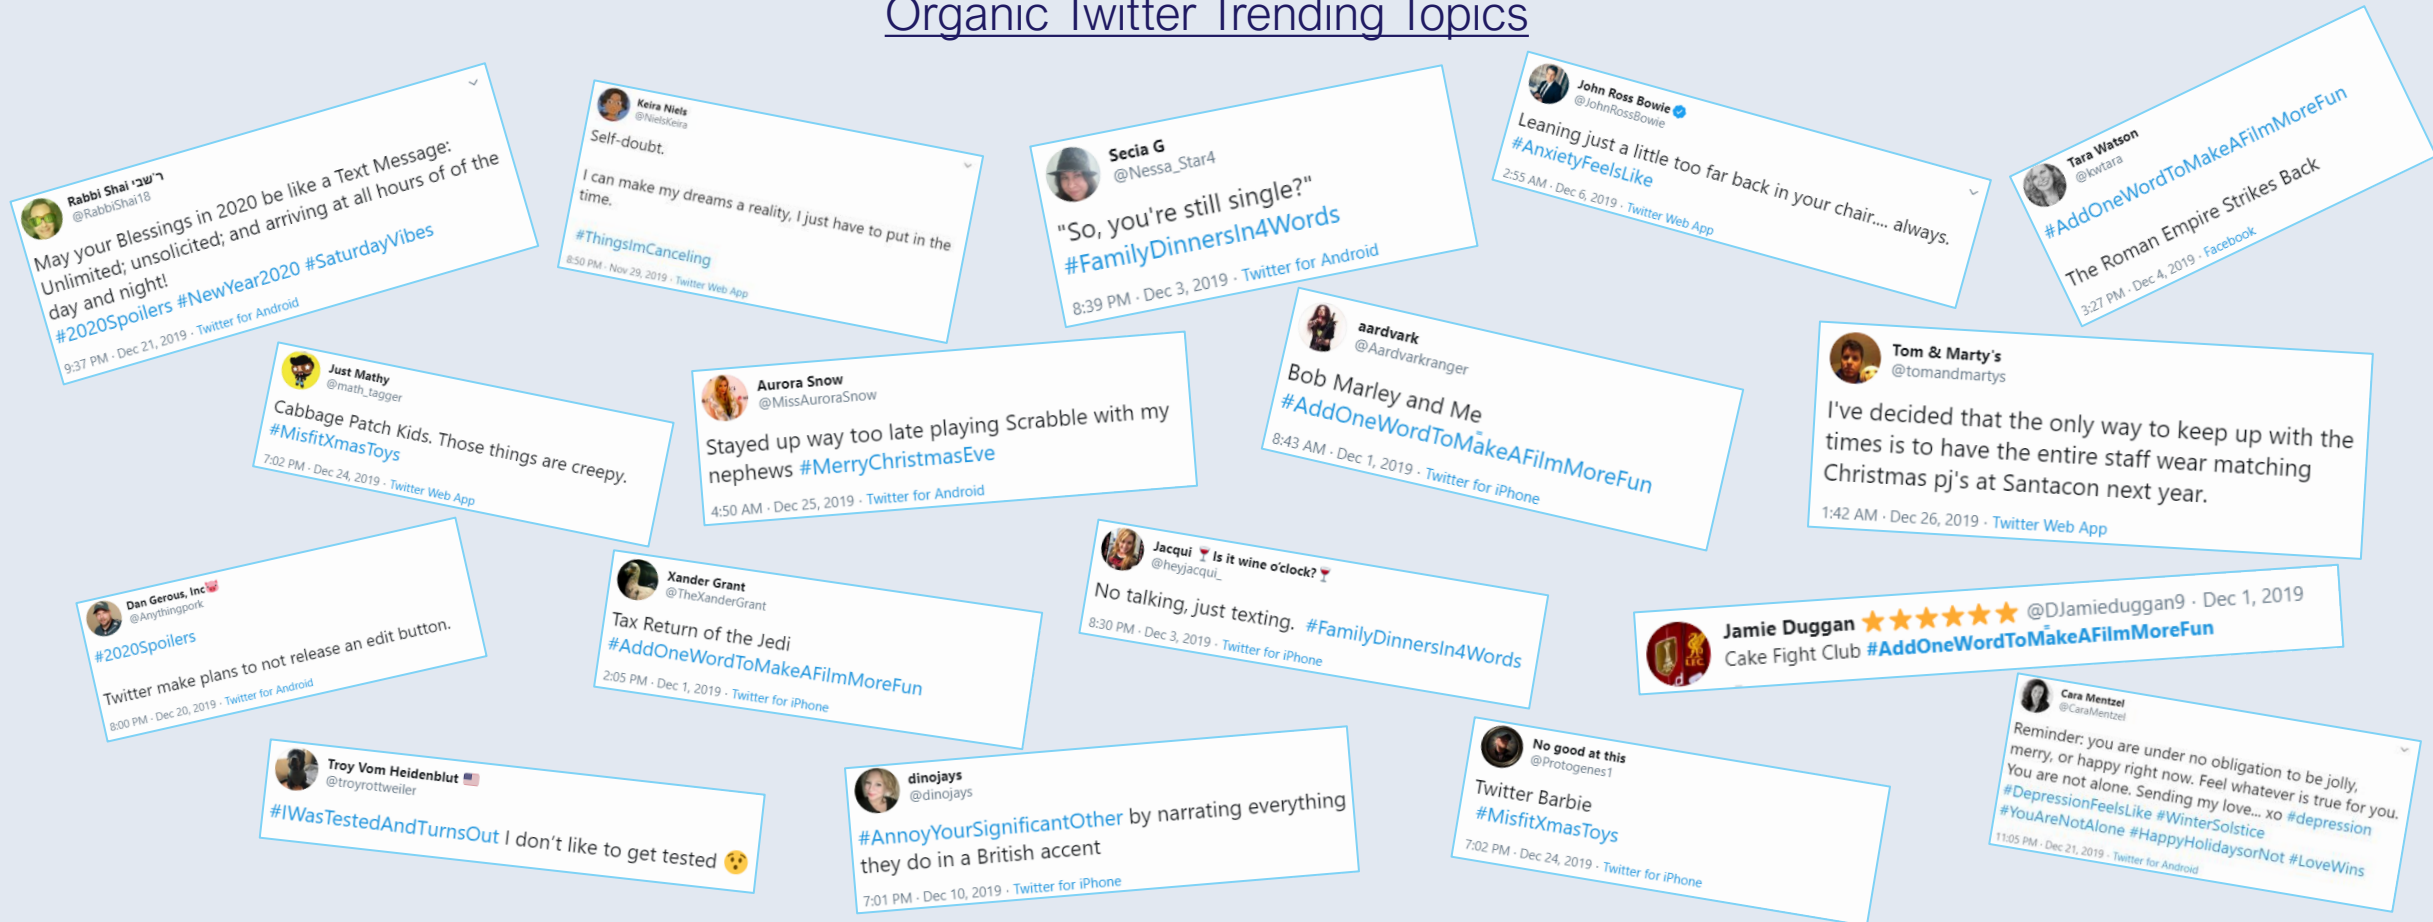 Organic Twitter Trending Topics
Rabbi Shai ר׳שבי
@RabbiShai18
May your Blessings in 2020 be like a Text Message:
Unlimited; unsolicited; and arriving at all hours of of the
day and night!
#2020Spoilers #NewYear2020 #SaturdayVibes
9:37 PM · Dec 21, 2019 · Twitter for Android
Keira Niels
@NielsKeira
Self-doubt.
I can make my dreams a reality, I just have to put in the
time.
#ThingsImCanceling
8:50 PM · Nov 29, 2019 · Twitter Web App
Secia G
@Nessa_Star4
"So, you're still single?"
#FamilyDinnersIn4Words
8:39 PM · Dec 3, 2019 · Twitter for Android
John Ross Bowie
@JohnRossBowie
Leaning just a little too far back in your chair.... always.
#AnxietyFeelsLike
2:55 AM · Dec 6, 2019 · Twitter Web App
Tara Watson
@kwtara
#AddOneWordToMakeAFilmMoreFun
The Roman Empire Strikes Back
3:27 PM · Dec 4, 2019 · Facebook
Just Mathy
@math_tagger
Cabbage Patch Kids. Those things are creepy.
#MisfitXmasToys
7:02 PM · Dec 24, 2019 · Twitter Web App
Aurora Snow
@MissAuroraSnow
Stayed up way too late playing Scrabble with my
nephews #MerryChristmasEve
4:50 AM · Dec 25, 2019 · Twitter for Android
aardvark
@Aardvarkranger
Bob Marley and Me
#AddOneWordToMakeAFilmMoreFun
8:43 AM · Dec 1, 2019 · Twitter for iPhone
Tom & Marty's
@tomandmartys
I've decided that the only way to keep up with the
times is to have the entire staff wear matching
Christmas pj's at Santacon next year.
1:42 AM · Dec 26, 2019 · Twitter Web App
Dan Gerous, Inc🐷
@Anythingpork
#2020Spoilers
Twitter make plans to not release an edit button.
8:00 PM · Dec 20, 2019 · Twitter for Android
Xander Grant
@TheXanderGrant
Tax Return of the Jedi
#AddOneWordToMakeAFilmMoreFun
2:05 PM · Dec 1, 2019 · Twitter for iPhone
Jacqui 🍷Is it wine o'clock?🍷
@heyjacqui_
No talking, just texting. #FamilyDinnersIn4Words
8:30 PM · Dec 3, 2019 · Twitter for iPhone
Jamie Duggan ⭐⭐⭐⭐⭐⭐ @DJamieduggan9 · Dec 1, 2019
Cake Fight Club #AddOneWordToMakeAFilmMoreFun
L.F.C.
Troy Vom Heidenblut 🇺🇸
@troyrottweiler
#IWasTestedAndTurnsOut I don't like to get tested 😯
dinojays
@dinojays
#AnnoyYourSignificantOther by narrating everything
they do in a British accent
7:01 PM · Dec 10, 2019 · Twitter for iPhone
No good at this
@Protogenes1
Twitter Barbie
#MisfitXmasToys
7:02 PM · Dec 24, 2019 · Twitter for iPhone
Cara Mentzel
@CaraMentzel
Reminder: you are under no obligation to be jolly,
merry, or happy right now. Feel whatever is true for you.
You are not alone. Sending my love... xo #depression
#DepressionFeelsLike #WinterSolstice
#YouAreNotAlone #HappyHolidaysorNot #LoveWins
11:05 PM · Dec 21, 2019 · Twitter for Android